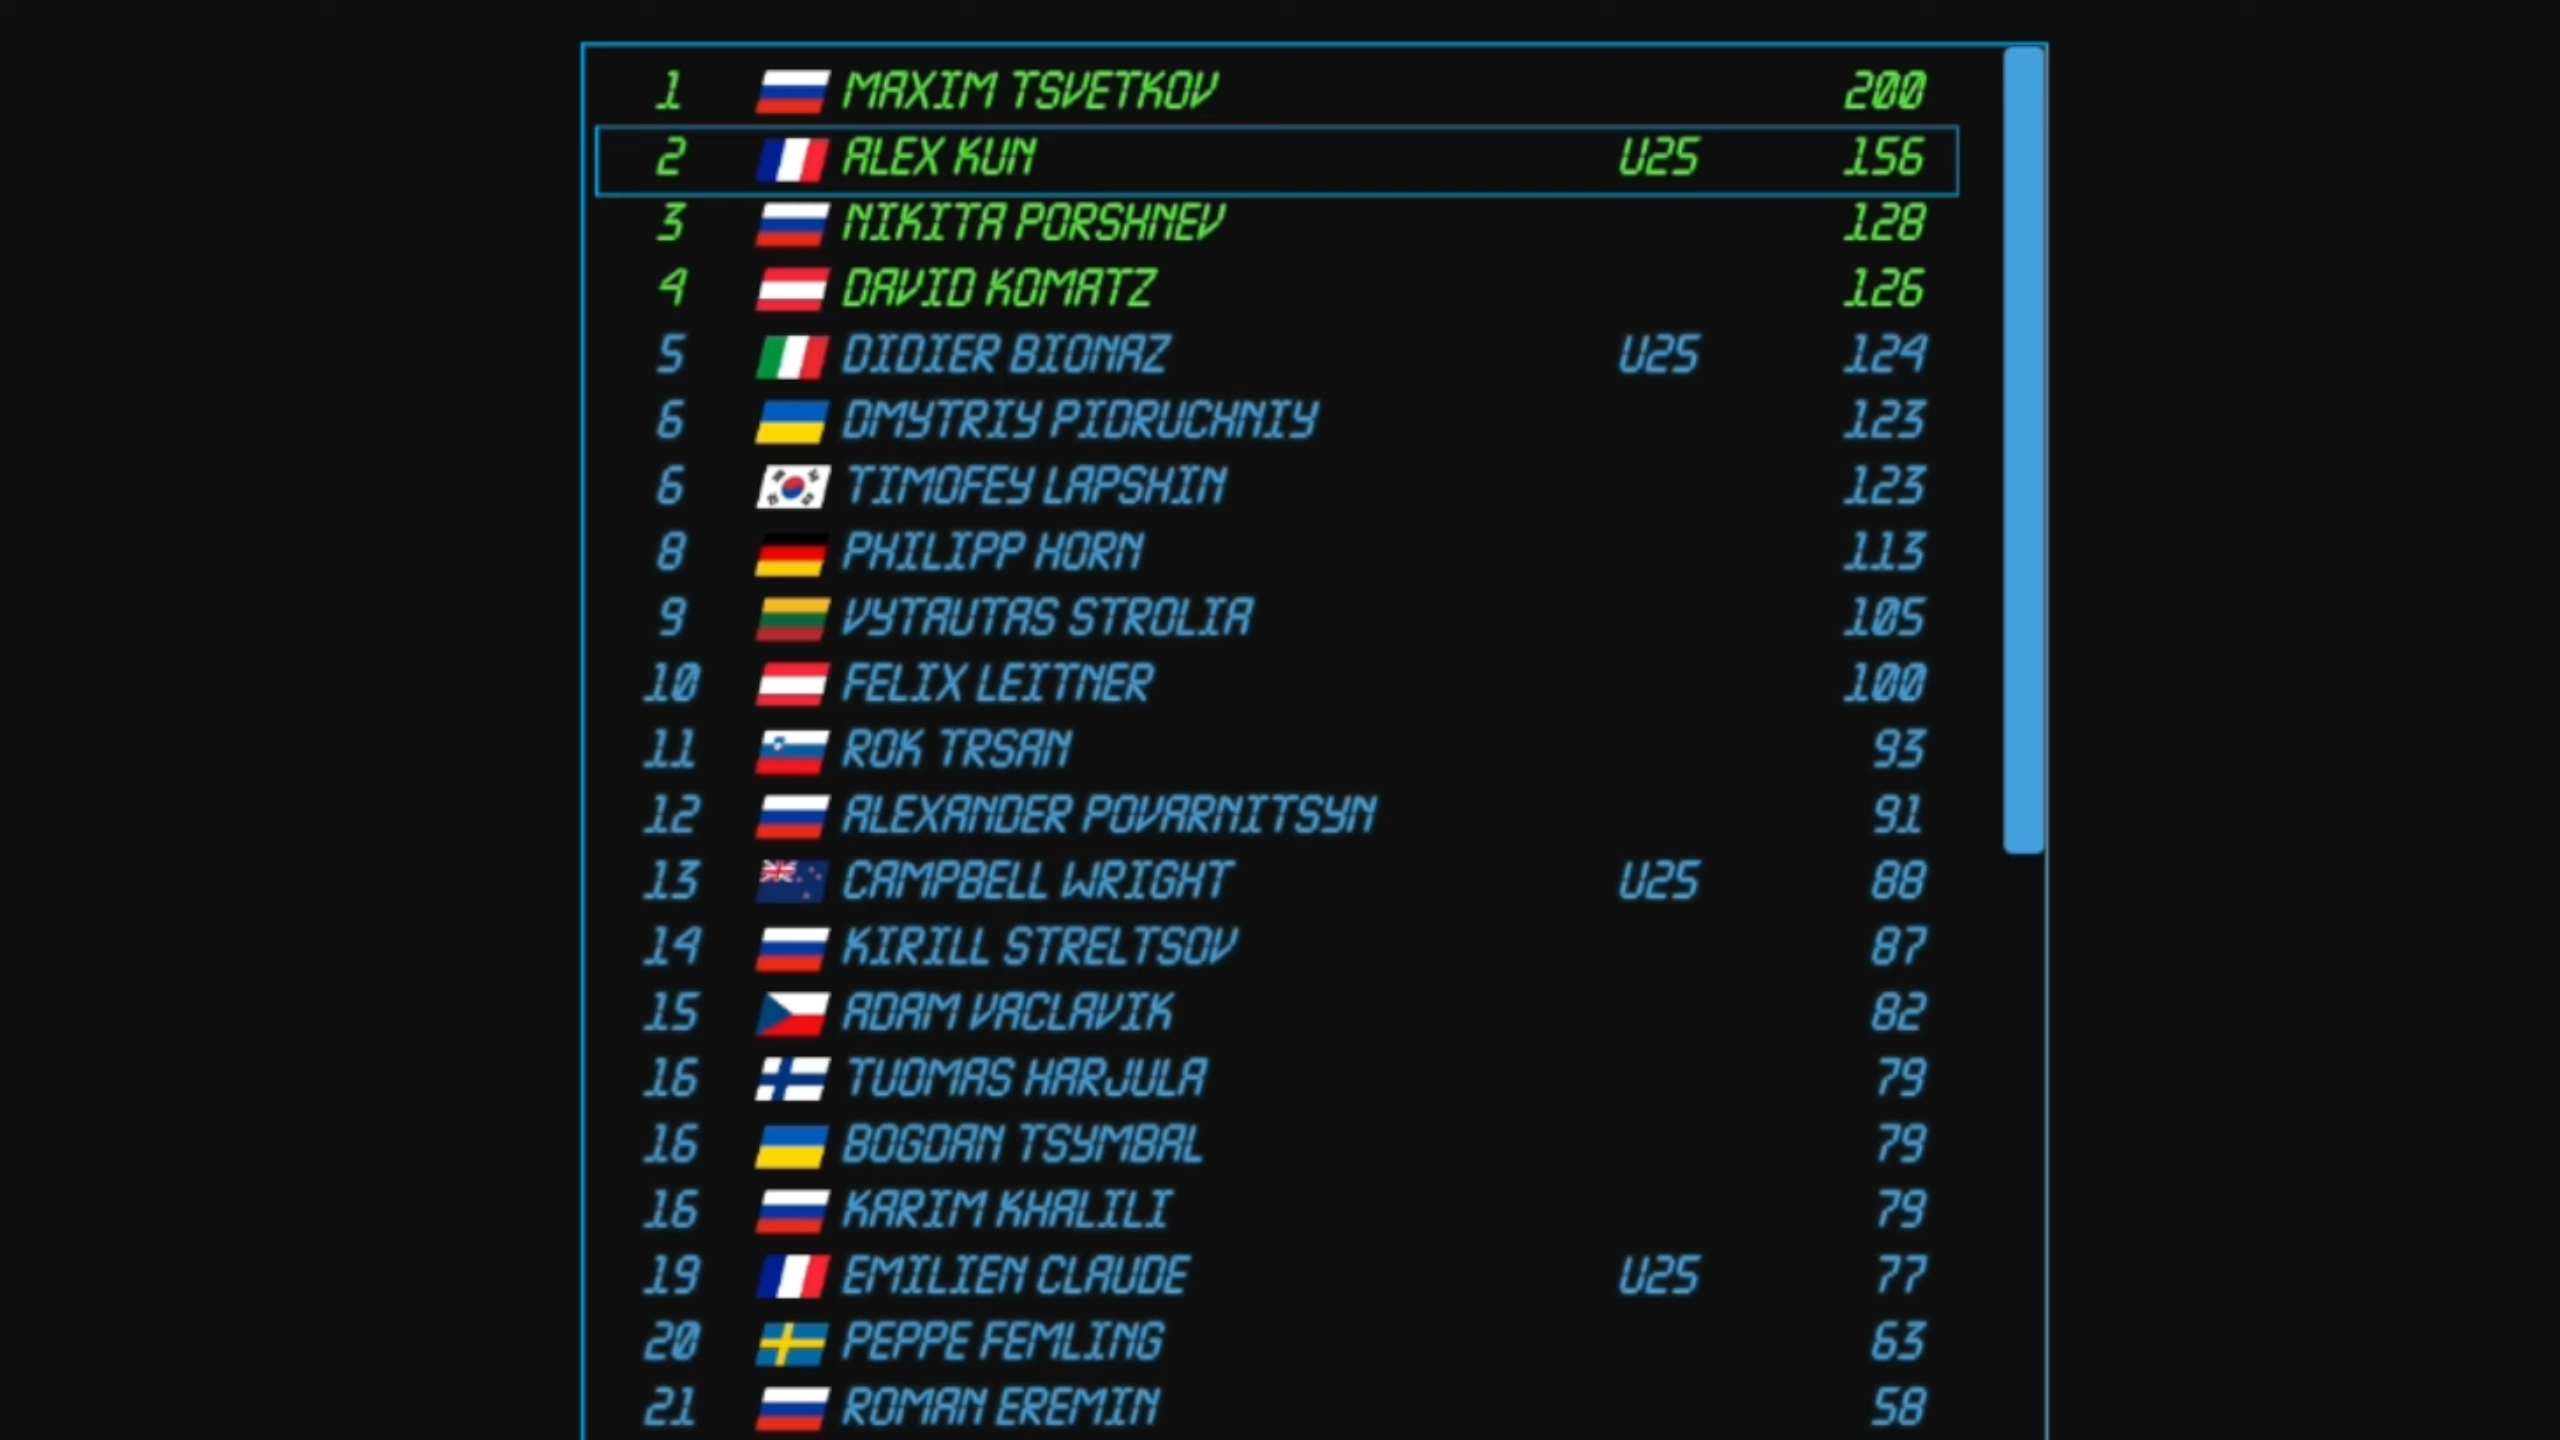 1 MAXIM TSVETKOV 200
2 ALEX KUN U25 156
3 NIKITA PORSHNEV 128
4 DAVID KOMATZ 126
5 DIDIER BIONAZ U25 124
6 DMYTRIY PIDRUCHNIY 123
6 TIMOFEY LAPSHIN 123
8 PHILIPP HORN 113
9 VYTAUTAS STROLIA 105
10 FELIX LEITNER 100
11 ROK TRSAN 93
12 ALEXANDER POVARNITSYN 91
13 CAMPBELL WRIGHT U25 88
14 KIRILL STRELTSOV 87
15 ADAM VACLAVIK 82
16 TUOMAS HARJULA 79
16 BOGDAN TSYMBAL 79
16 KARIM KHALILI 79
19 EMILIEN CLAUDE U25 77
20 PEPPE FEMLING 63
21 ROMAN EREMIN 58